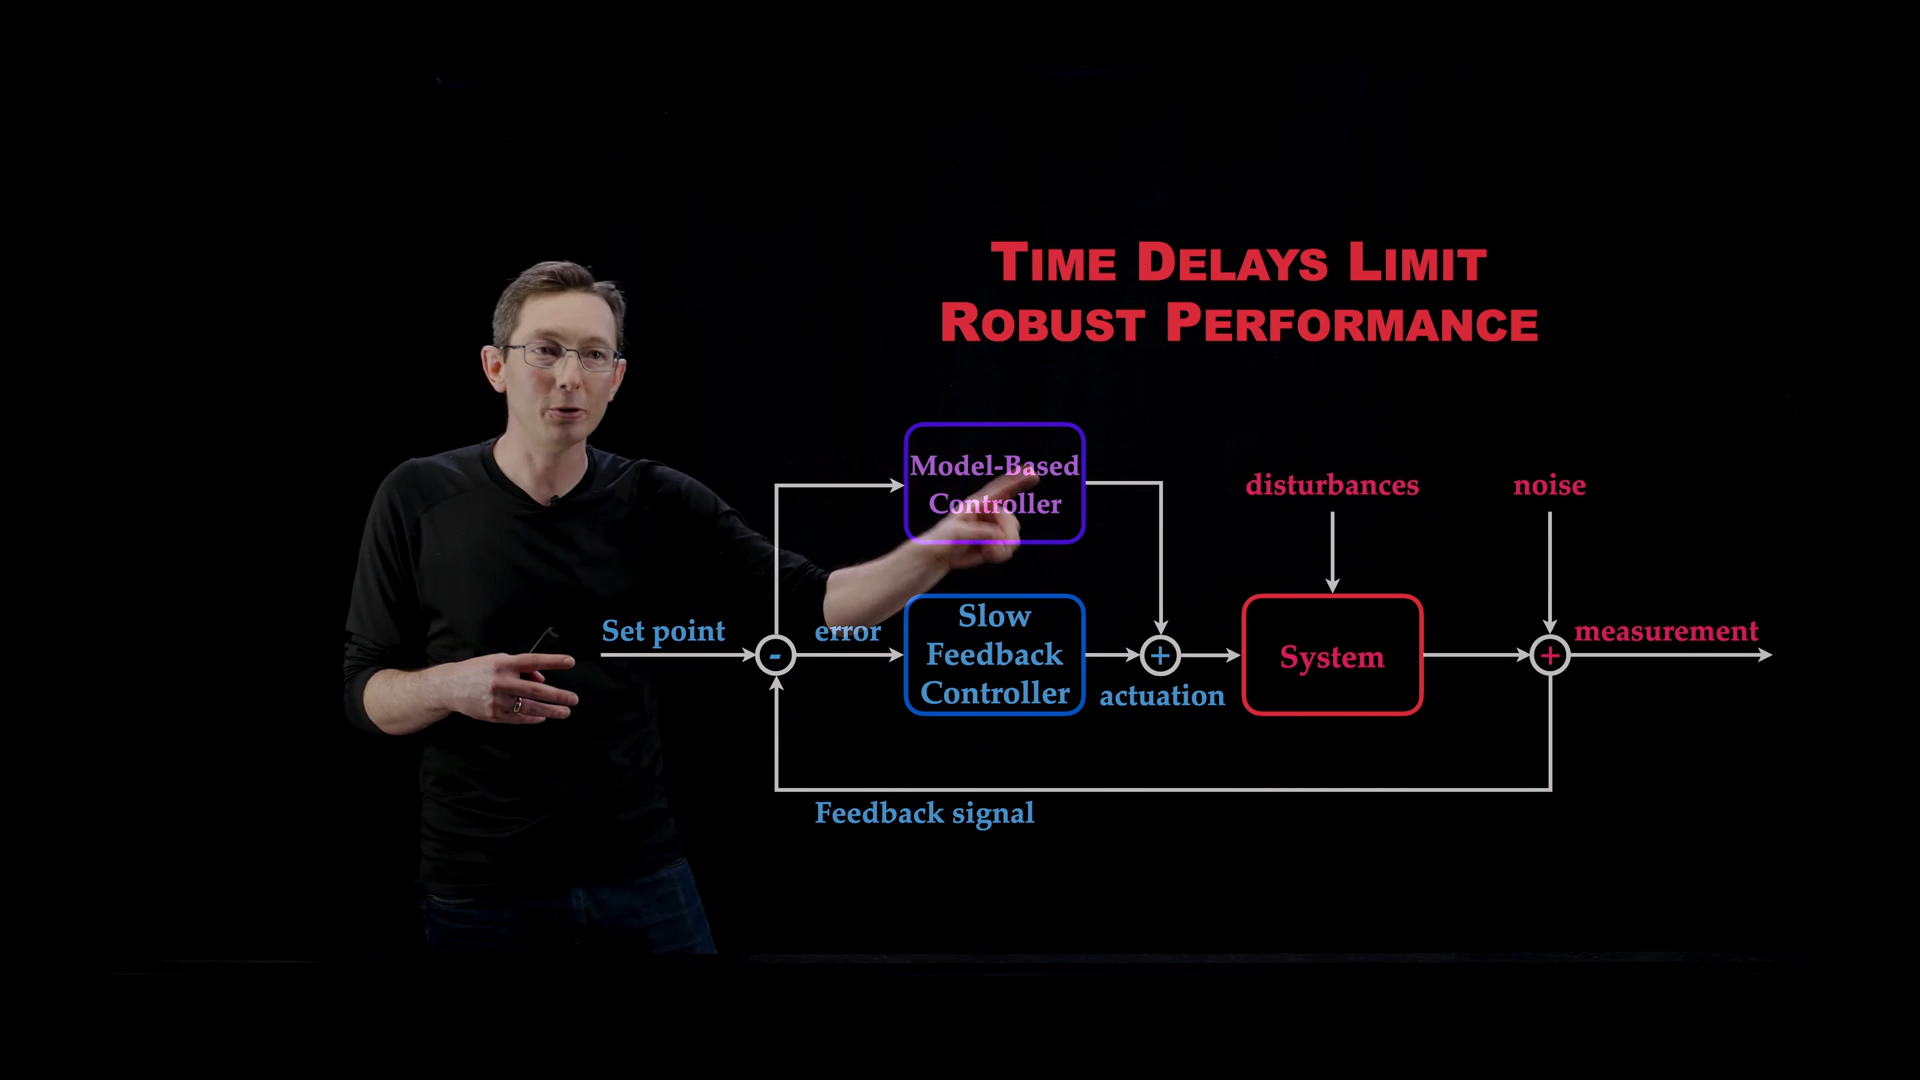 TIME DELAYS LIMIT
ROBUST PERFORMANCE
Model-Based
Controller
disturbances
noise
Set point
-
error
Slow
Feedback
Controller
+
actuation
System
+
measurement
Feedback signal